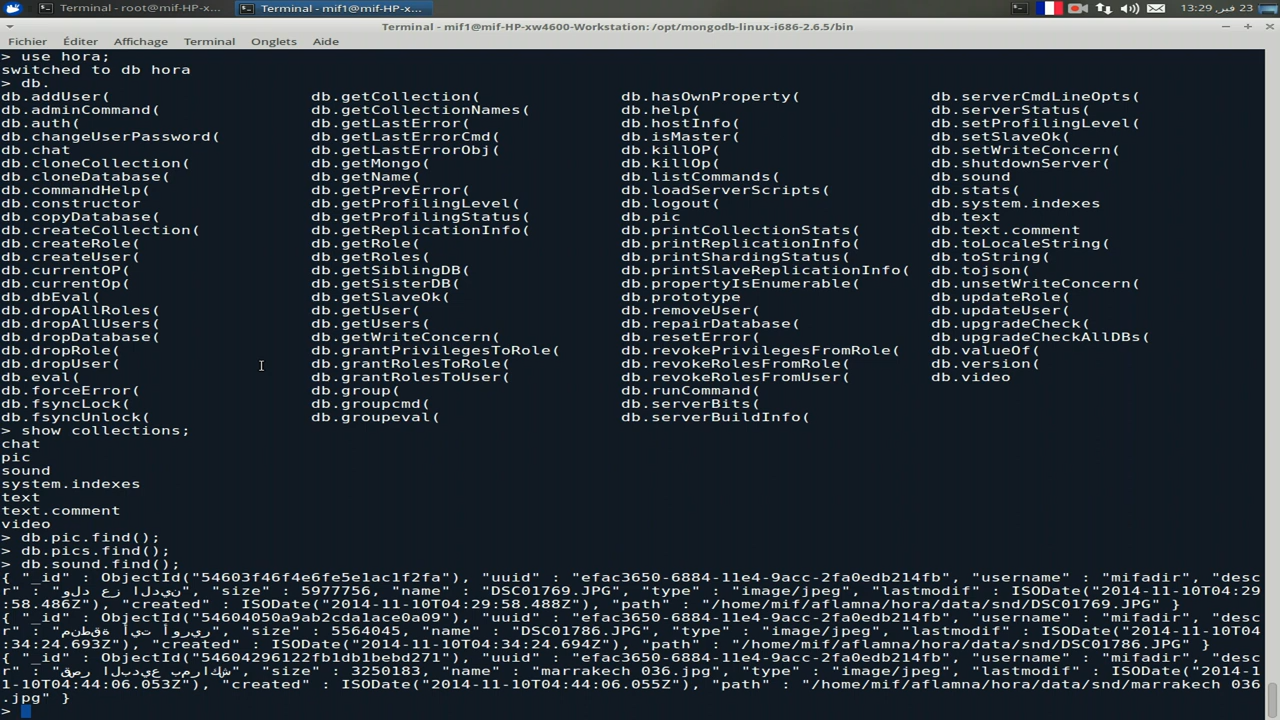 Terminal - root@mif-HP-xw4600-...
Terminal - mif1@mif-HP-x...
23 فبر, 13:29
Terminal - mif1@mif-HP-xw4600-Workstation: /opt/mongodb-linux-i686-2.6.5/bin
Fichier Éditer Affichage Terminal Onglets Aide
> use hora;
switched to db hora
> db.
db.addUser( db.getCollection( db.hasOwnProperty( db.serverCmdLineOpts(
db.adminCommand( db.getCollectionNames( db.help( db.serverStatus(
db.auth( db.getLastError( db.hostInfo( db.setProfilingLevel(
db.changeUserPassword( db.getLastErrorCmd( db.isMaster( db.setSlaveOk(
db.chat db.getLastErrorObj( db.killOP( db.setWriteConcern(
db.cloneCollection( db.getMongo( db.killOp( db.shutdownServer(
db.cloneDatabase( db.getName( db.listCommands( db.sound
db.commandHelp( db.getPrevError( db.loadServerScripts( db.stats(
db.constructor db.getProfilingLevel( db.logout( db.system.indexes
db.copyDatabase( db.getProfilingStatus( db.pic db.text
db.createCollection( db.getReplicationInfo( db.printCollectionStats( db.text.comment
db.createRole( db.getRole( db.printReplicationInfo( db.toLocaleString(
db.createUser( db.getRoles( db.printShardingStatus( db.toString(
db.currentOP( db.getSiblingDB( db.printSlaveReplicationInfo( db.tojson(
db.currentOp( db.getSisterDB( db.propertyIsEnumerable( db.unsetWriteConcern(
db.dbEval( db.getSlaveOk( db.prototype db.updateRole(
db.dropAllRoles( db.getUser( db.removeUser( db.updateUser(
db.dropAllUsers( db.getUsers( db.repairDatabase( db.upgradeCheck(
db.dropDatabase( db.getWriteConcern( db.resetError( db.upgradeCheckAllDBs(
db.dropRole( db.grantPrivilegesToRole( db.revokePrivilegesFromRole( db.valueOf(
db.dropUser( db.grantRolesToRole( db.revokeRolesFromRole( db.version(
db.eval( db.grantRolesToUser( db.revokeRolesFromUser( db.video
db.forceError( db.group( db.runCommand(
db.fsyncLock( db.groupcmd( db.serverBits(
db.fsyncUnlock( db.groupeval( db.serverBuildInfo(
> show collections;
chat
pic
sound
system.indexes
text
text.comment
video
> db.pic.find();
> db.pics.find();
> db.sound.find();
{ "_id" : ObjectId("54603f46f4e6fe5e1ac1f2fa"), "uuid" : "efac3650-6884-11e4-9acc-2fa0edb214fb", "username" : "mifadir", "desc
r" : "ولد عز الدين", "size" : 5977756, "name" : "DSC01769.JPG", "type" : "image/jpeg", "lastmodif" : ISODate("2014-11-10T04:29
:58.486Z"), "created" : ISODate("2014-11-10T04:29:58.488Z"), "path" : "/home/mif/aflamna/hora/data/snd/DSC01769.JPG" }
{ "_id" : ObjectId("54604050a9ab2cda1ace0a09"), "uuid" : "efac3650-6884-11e4-9acc-2fa0edb214fb", "username" : "mifadir", "desc
r" : "منطقة أيت أورير", "size" : 5564045, "name" : "DSC01786.JPG", "type" : "image/jpeg", "lastmodif" : ISODate("2014-11-10T04
:34:24.693Z"), "created" : ISODate("2014-11-10T04:34:24.694Z"), "path" : "/home/mif/aflamna/hora/data/snd/DSC01786.JPG" }
{ "_id" : ObjectId("54604296122fb1db1bebd271"), "uuid" : "efac3650-6884-11e4-9acc-2fa0edb214fb", "username" : "mifadir", "desc
r" : "قصر البديع بمراكش", "size" : 3250183, "name" : "marrakech 036.jpg", "type" : "image/jpeg", "lastmodif" : ISODate("2014-1
1-10T04:44:06.053Z"), "created" : ISODate("2014-11-10T04:44:06.055Z"), "path" : "/home/mif/aflamna/hora/data/snd/marrakech 036
.jpg" }
>